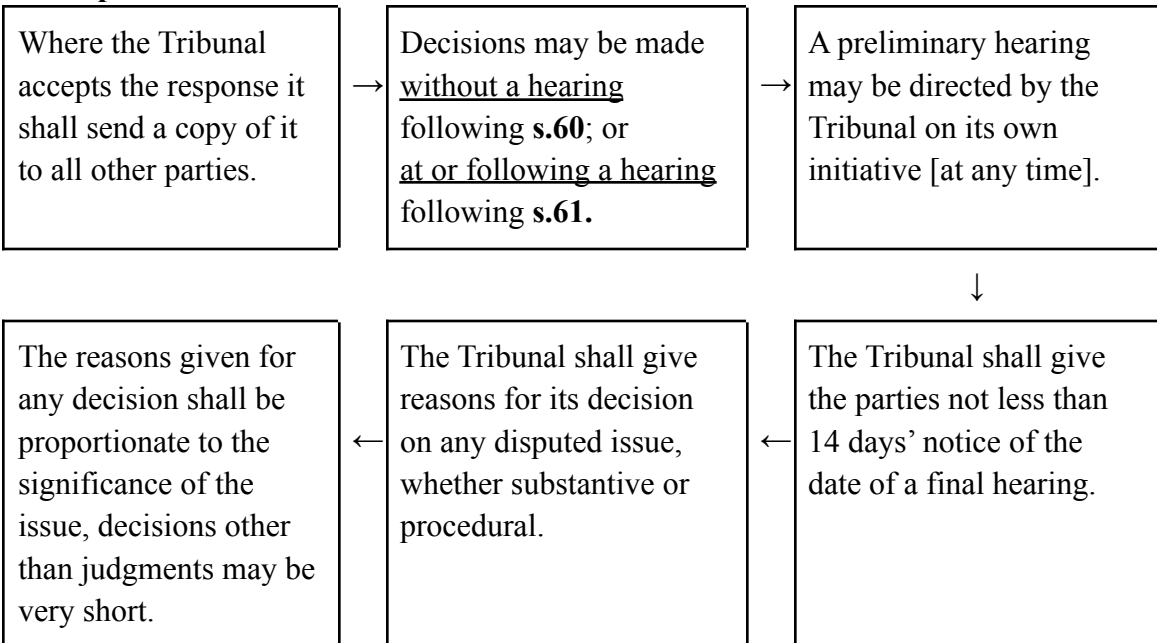 Where the Tribunal
accepts the response it
shall send a copy of it
to all other parties.
→
Decisions may be made
without a hearing
following s.60; or
at or following a hearing
following s.61.
→
A preliminary hearing
may be directed by the
Tribunal on its own
initiative [at any time].
↓
The Tribunal shall give
the parties not less than
14 days’ notice of the
date of a final hearing.
←
The Tribunal shall give
reasons for its decision
on any disputed issue,
whether substantive or
procedural.
←
The reasons given for
any decision shall be
proportionate to the
significance of the
issue, decisions other
than judgments may be
very short.